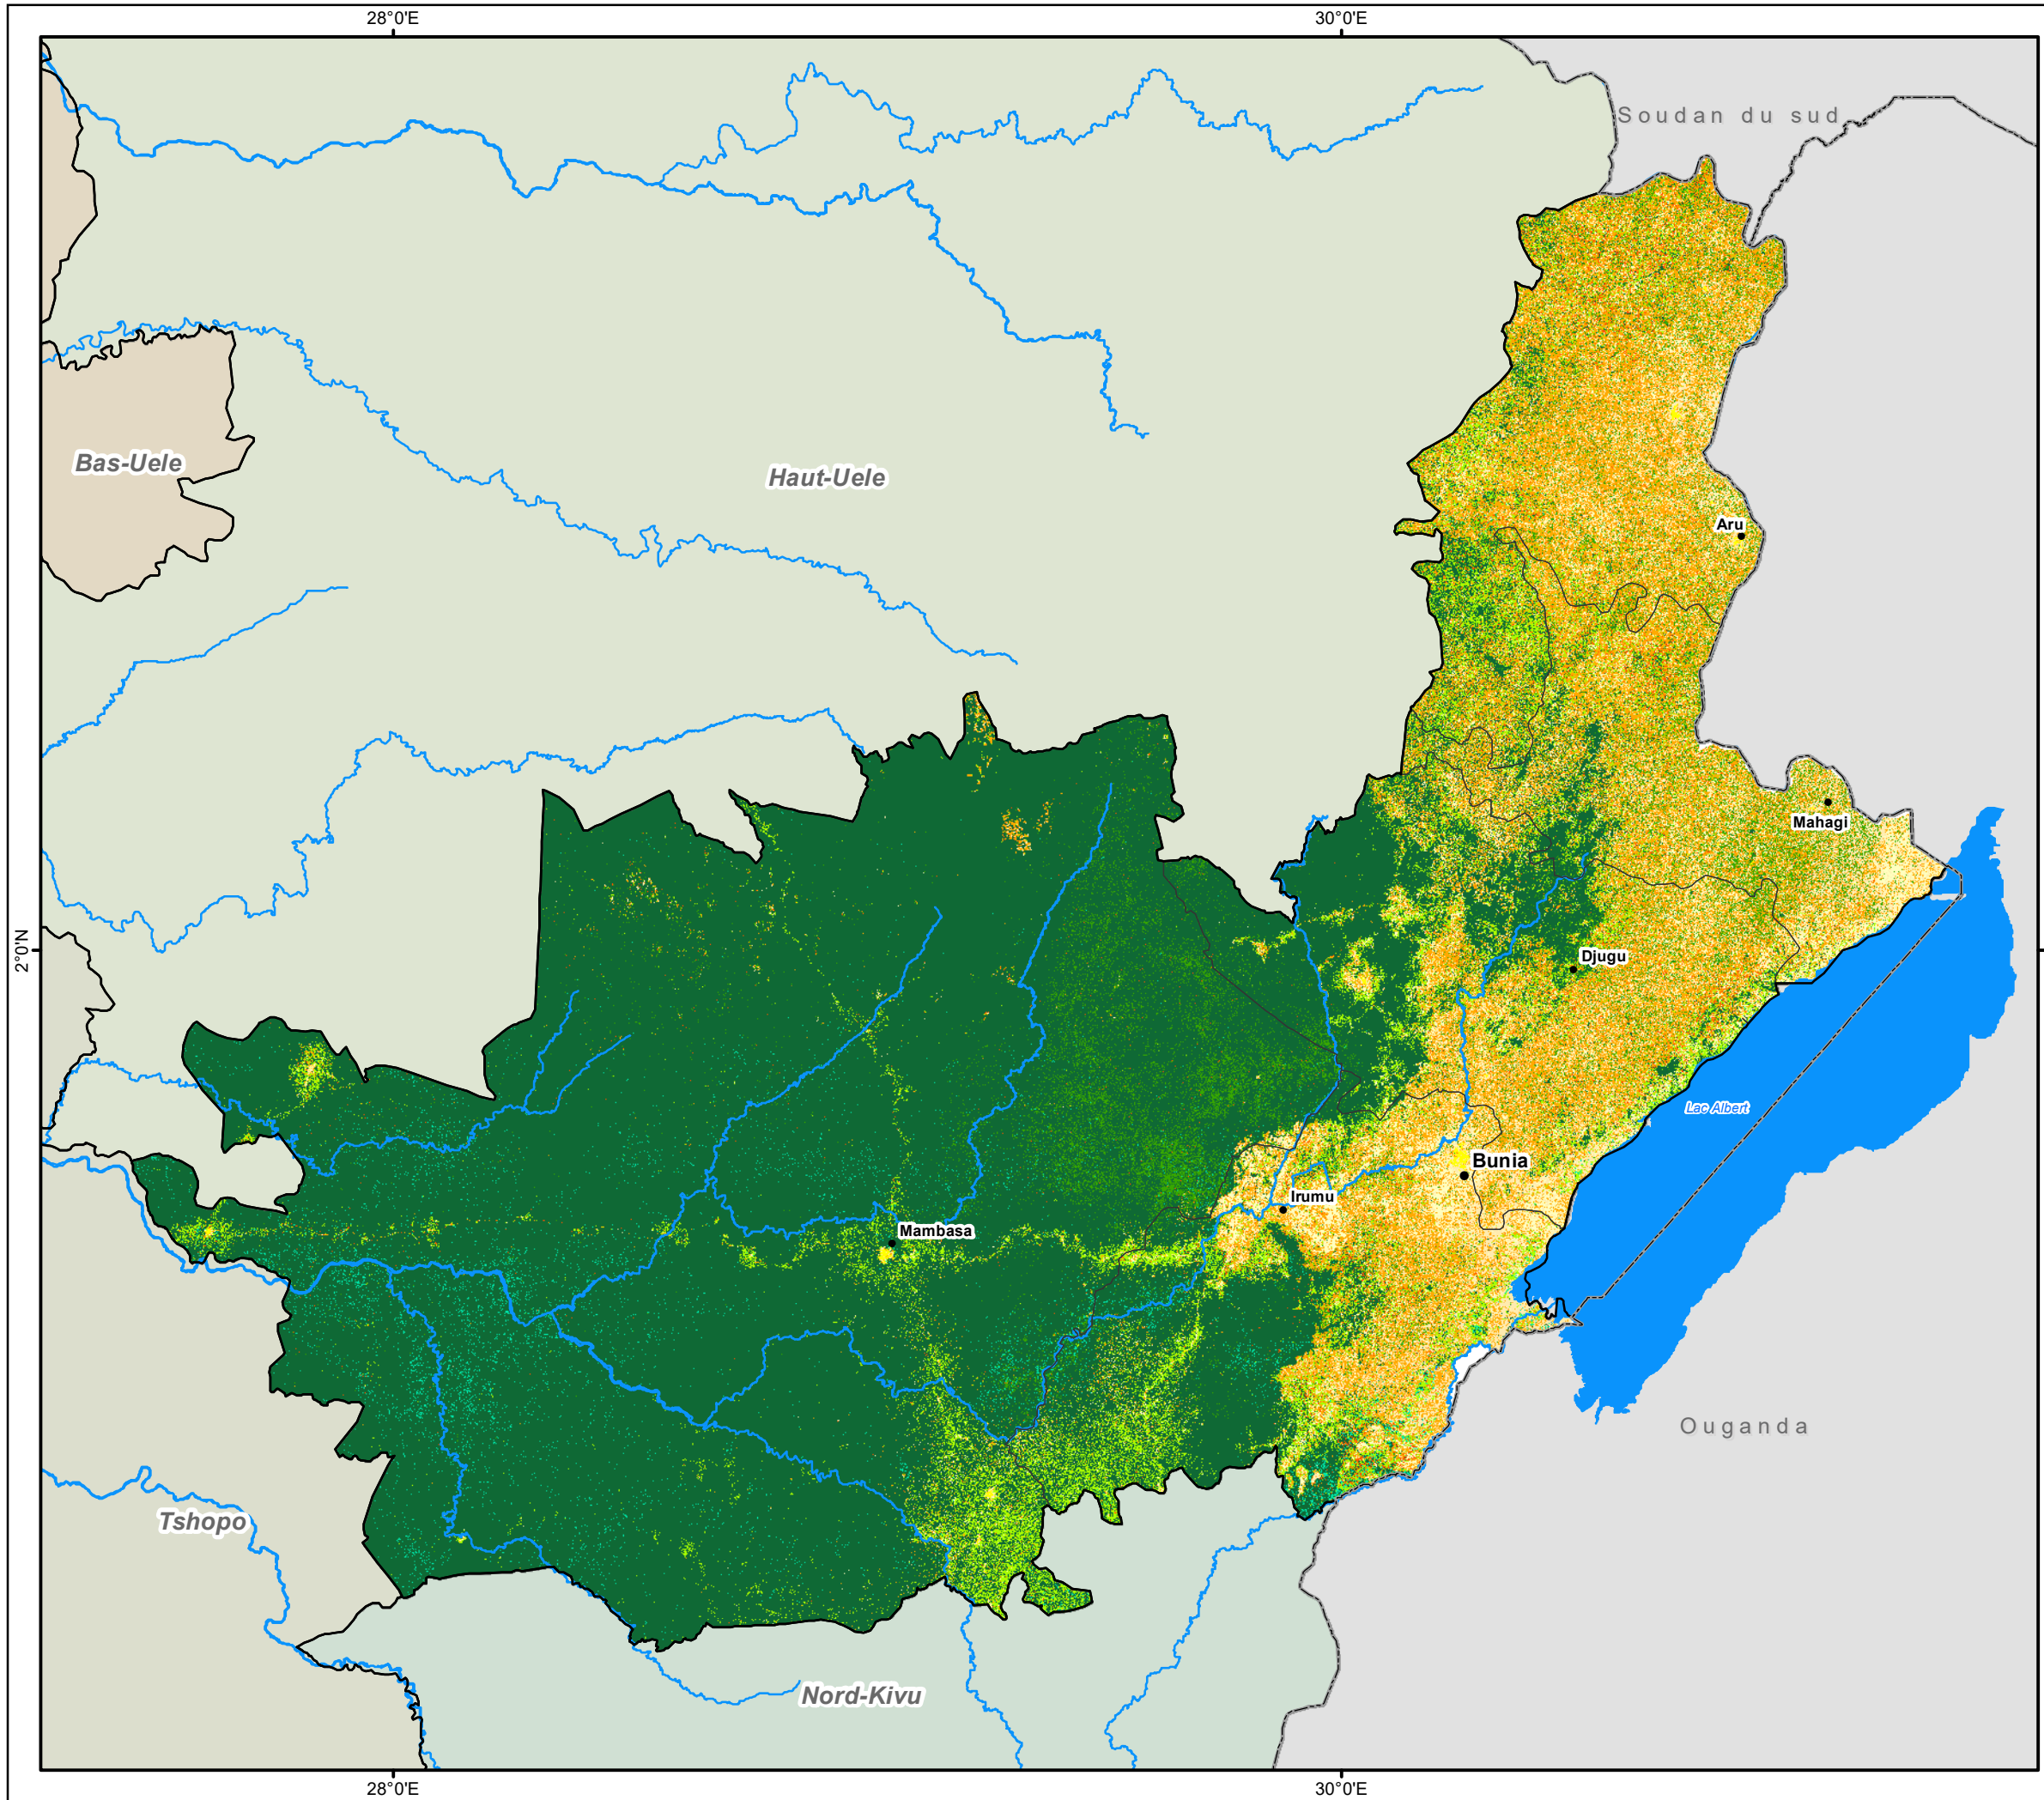 28°0'E
30°0'E
Soudan du sud
Bas-Uele
Haut-Uele
Aru
Mahagi
2°0'N
Djugu
Lac Albert
Bunia
Irumu
Mambasa
Ouganda
Tshopo
Nord-Kivu
28°0'E
30°0'E